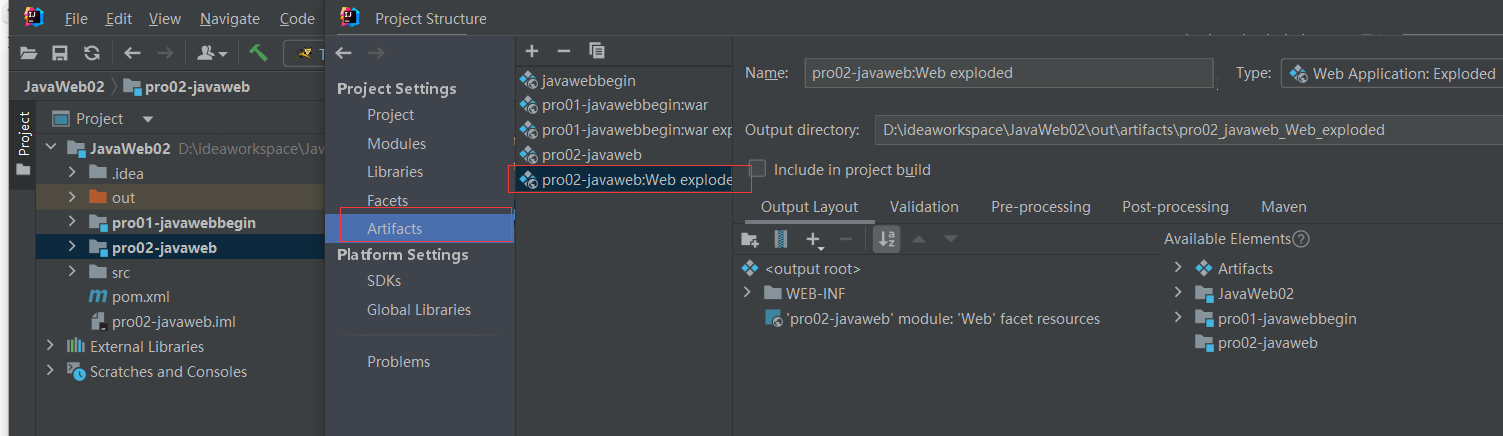 File Edit View Navigate Code
Project Structure
JavaWeb02 pro02-javaweb
Project
Project
JavaWeb02 D:\ideaworkspace\Jav
.idea
out
pro01-javawebbegin
pro02-javaweb
src
pom.xml
pro02-javaweb.iml
External Libraries
Scratches and Consoles
Project Settings
Project
Modules
Libraries
Facets
Artifacts
Platform Settings
SDKs
Global Libraries
Problems
javawebbegin
pro01-javawebbegin:war
pro01-javawebbegin:war exp
pro02-javaweb
pro02-javaweb:Web explode
Name: pro02-javaweb:Web exploded Type: Web Application: Exploded
Output directory: D:\ideaworkspace\JavaWeb02\out\artifacts\pro02_javaweb_Web_exploded
Include in project build
Output Layout Validation Pre-processing Post-processing Maven
Available Elements
<output root>
WEB-INF
'pro02-javaweb' module: 'Web' facet resources
Artifacts
JavaWeb02
pro01-javawebbegin
pro02-javaweb